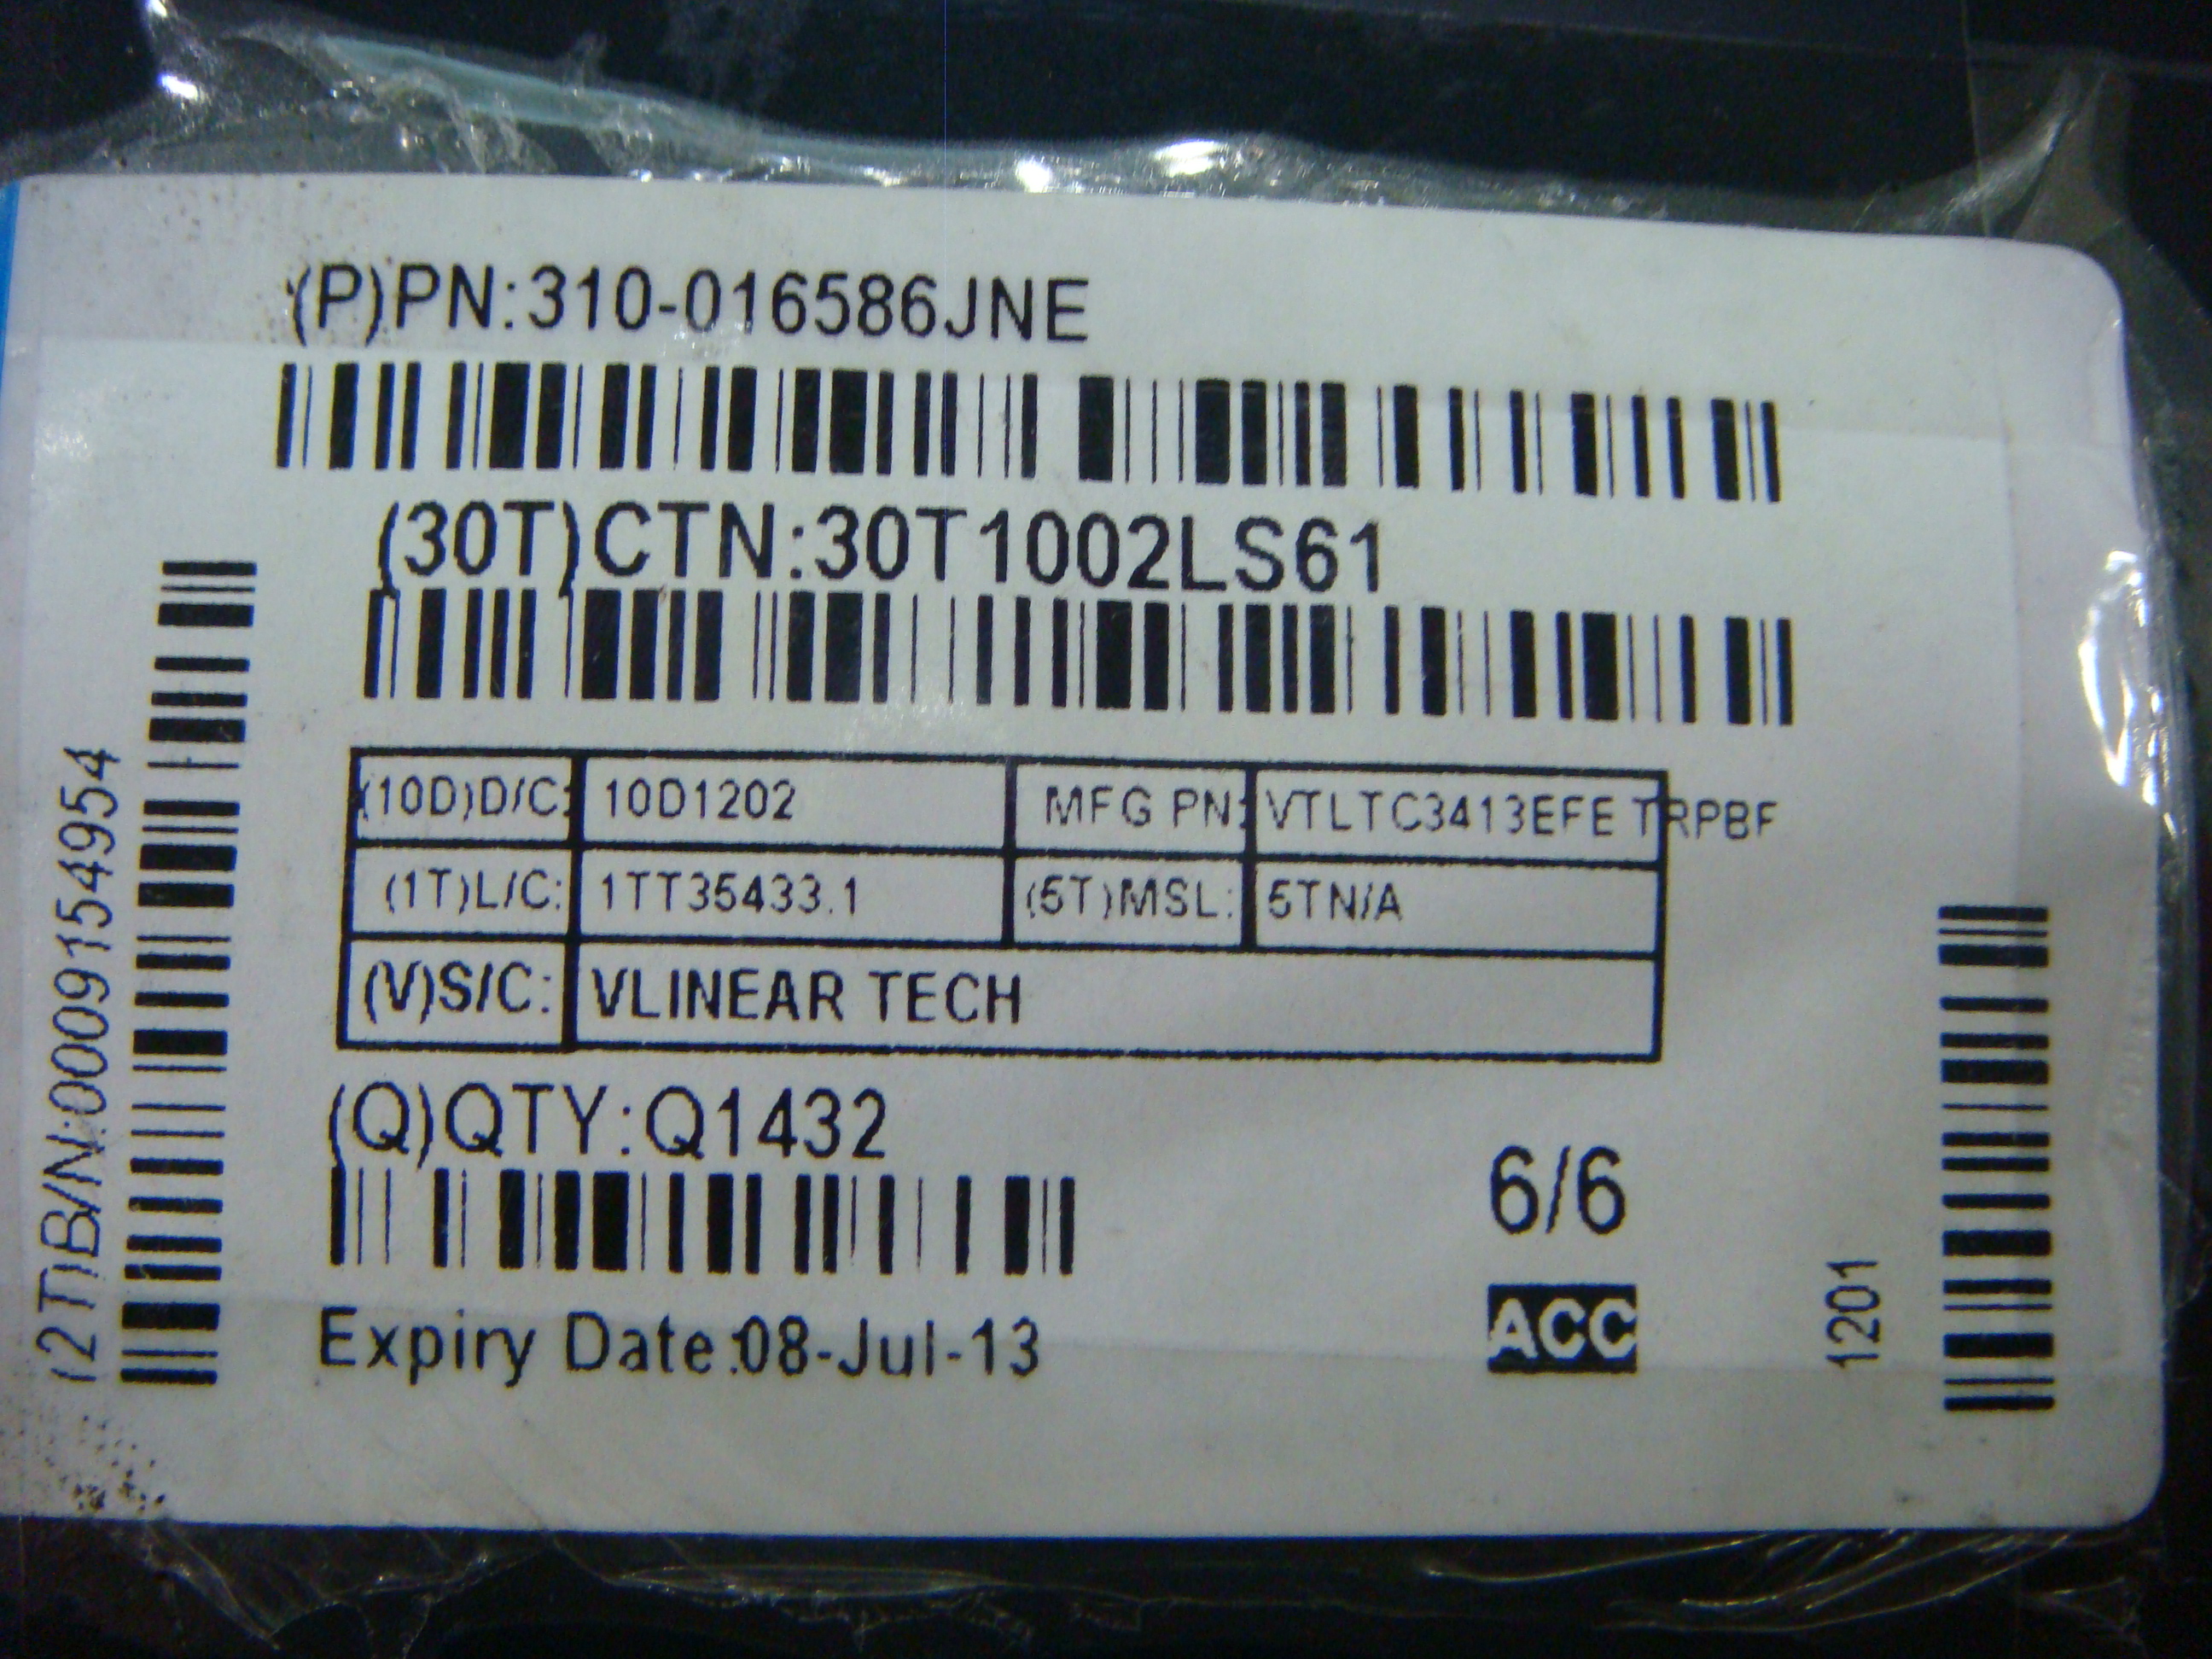 (P)PN:310-016586JNE
(30T)CTN:30T1002LS61
(10D)D/C: 10D1202 MFG PN: VTLTC3413EFE TRPBF
(1T)L/C: 1TT35433.1 (5T)MSL: 5TN/A
(V)S/C: VLINEAR TECH
(Q)QTY:Q1432
6/6
Expiry Date:08-Jul-13
ACC
(2T)B/N:0009154954
1201